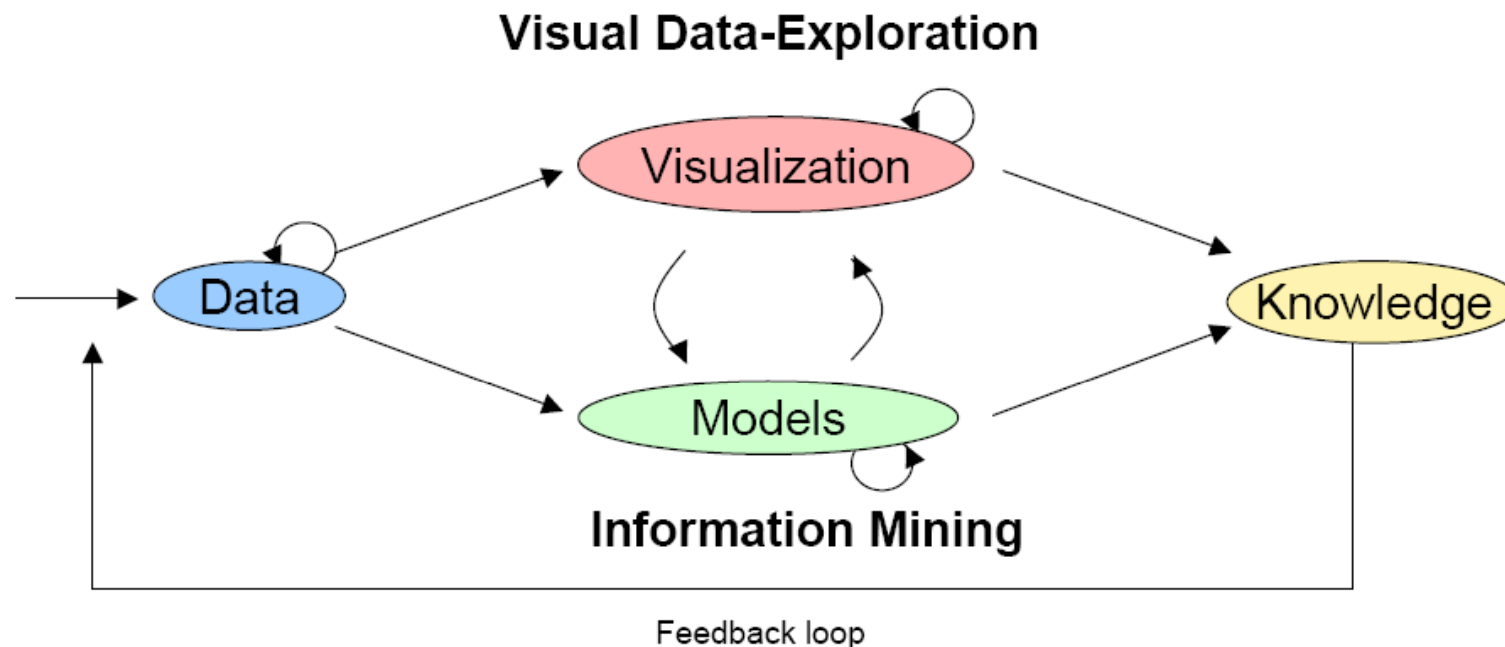 Visual Data-Exploration
Visualization
Data
Knowledge
Models
Information Mining
Feedback loop